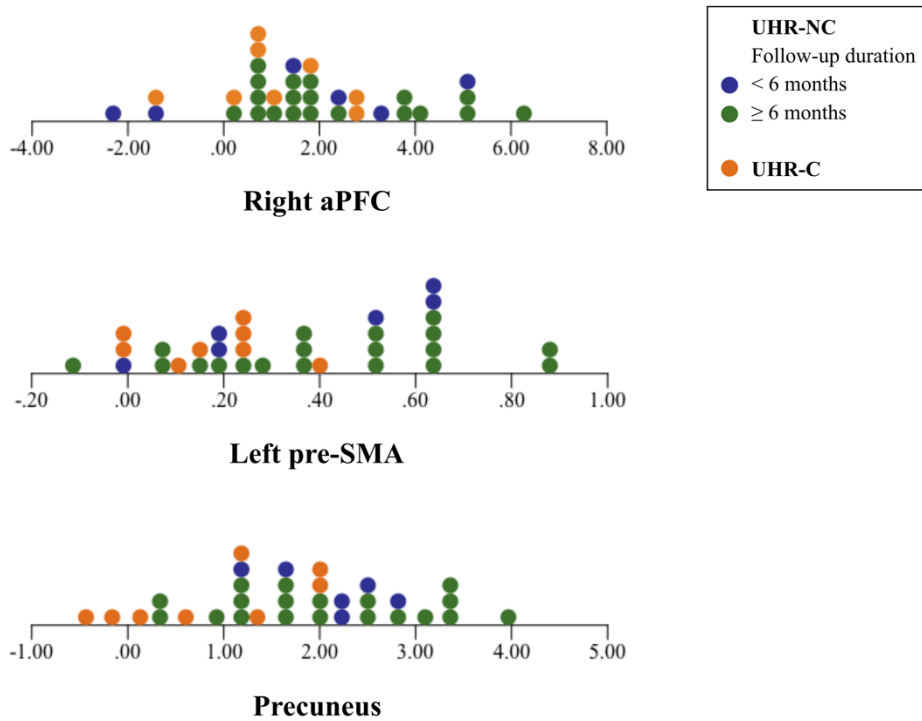 UHR-NC
Follow-up duration
< 6 months
≥ 6 months
UHR-C
-4.00 -2.00 .00 2.00 4.00 6.00 8.00
Right aPFC
-.20 .00 .20 .40 .60 .80 1.00
Left pre-SMA
-1.00 .00 1.00 2.00 3.00 4.00 5.00
Precuneus